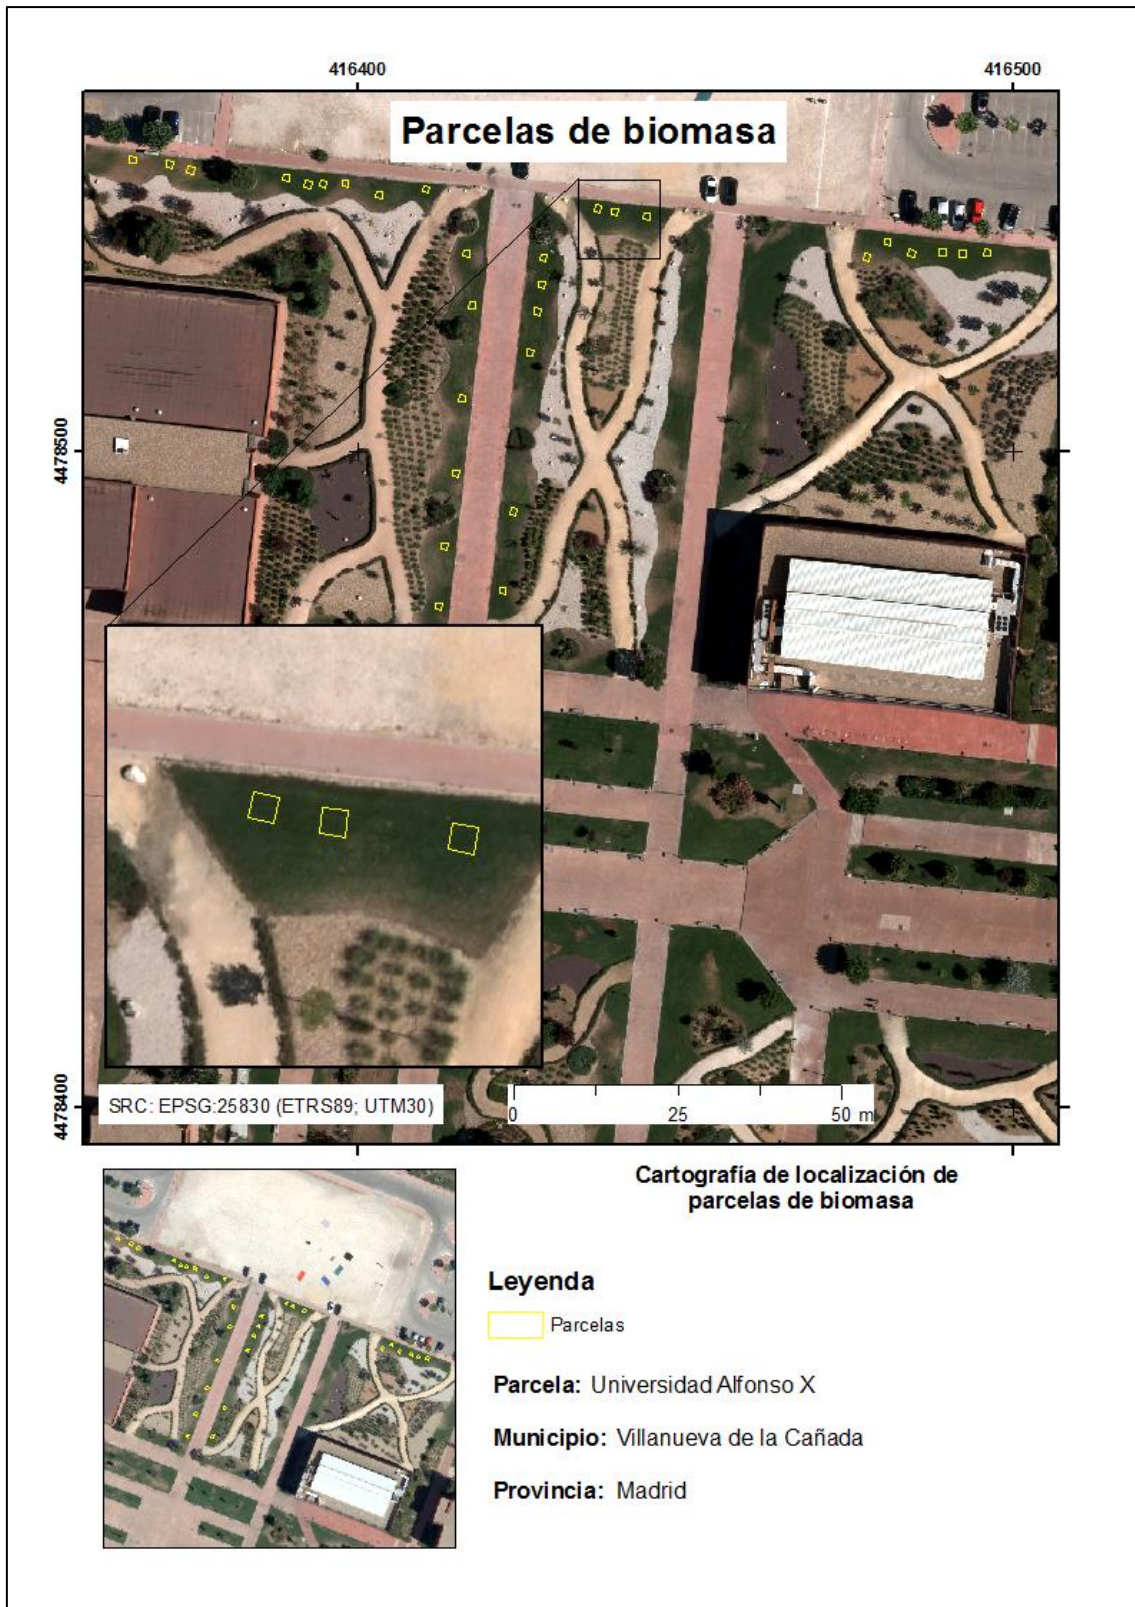 416400
416500
Parcelas de biomasa
4478500
4478400
SRC: EPSG:25830 (ETRS89; UTM30)
0 25 50 m
Cartografía de localización de
parcelas de biomasa
Leyenda
Parcelas
Parcela: Universidad Alfonso X
Municipio: Villanueva de la Cañada
Provincia: Madrid